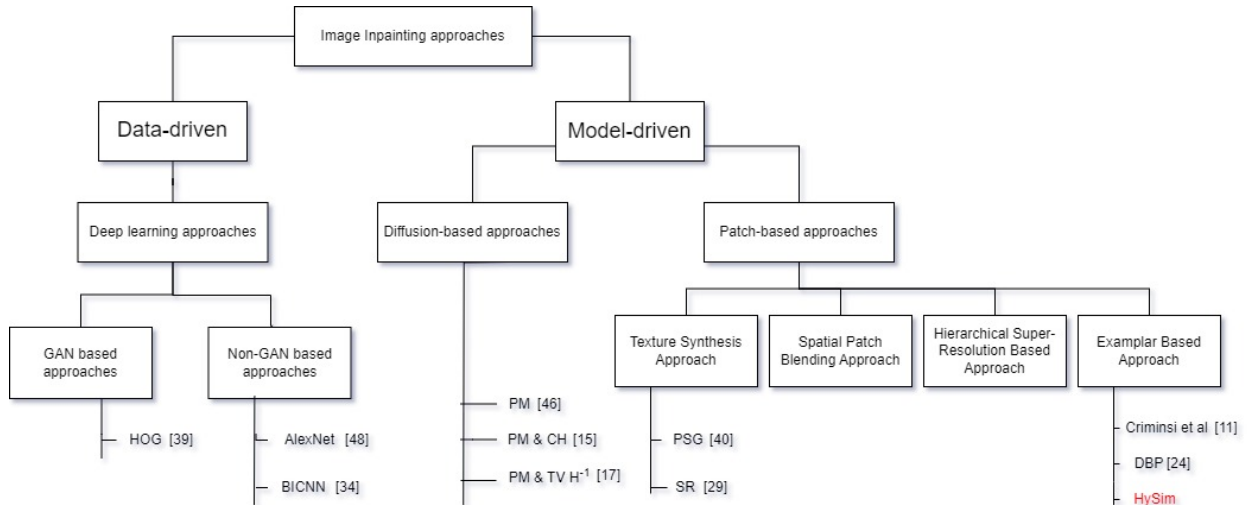 Image Inpainting approaches
Data-driven
Model-driven
Deep learning approaches
Diffusion-based approaches
Patch-based approaches
GAN based
approaches
Non-GAN based
approaches
Texture Synthesis
Approach
Spatial Patch
Blending Approach
Hierarchical Super-
Resolution Based
Approach
Examplar Based
Approach
HOG [39]
AlexNet [48]
BICNN [34]
PM [46]
PM & CH [15]
PM & TV H⁻¹ [17]
PSG [40]
SR [29]
Criminsi et al [11]
DBP [24]
HySim